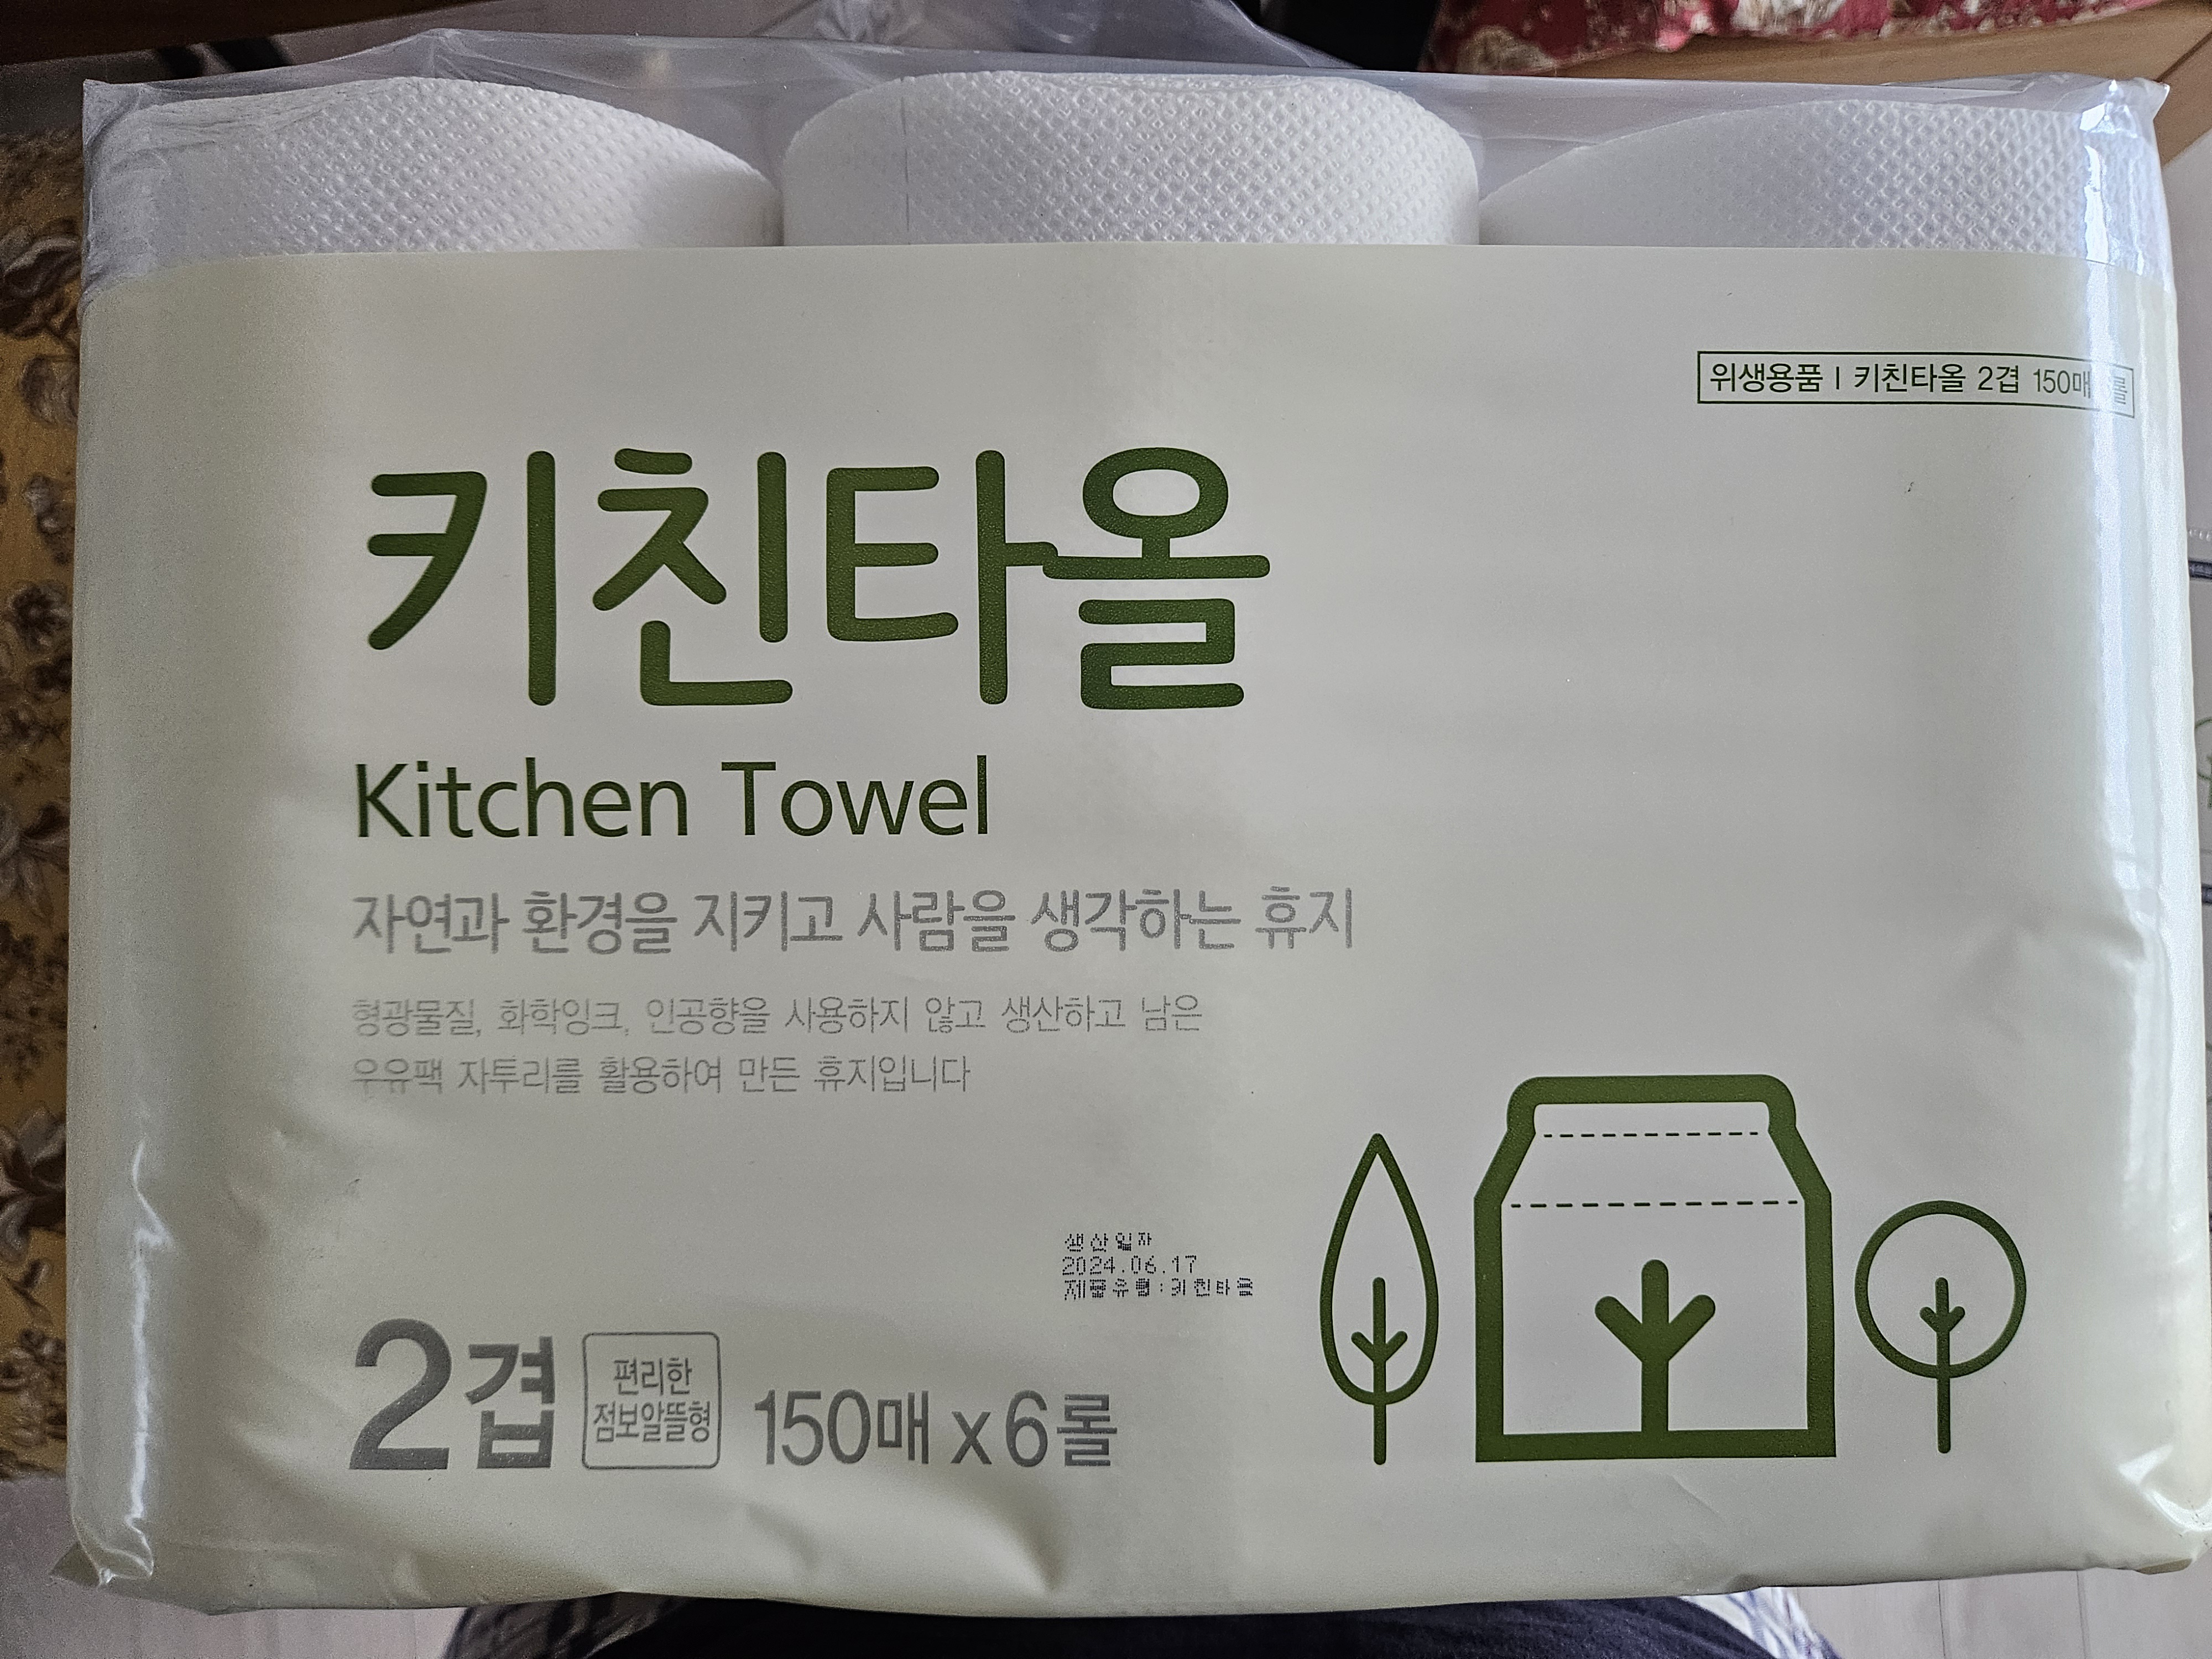 위생용품 | 키친타올 2겹 150매 롤
키친타올
Kitchen Towel
자연과 환경을 지키고 사람을 생각하는 휴지
형광물질, 화학잉크, 인공향을 사용하지 않고 생산하고 남은
우유팩 자투리를 활용하여 만든 휴지입니다
생산일자
2024.06.17
제품유형:키친타올
2겹
편리한
점보알뜰형
150매 x 6롤